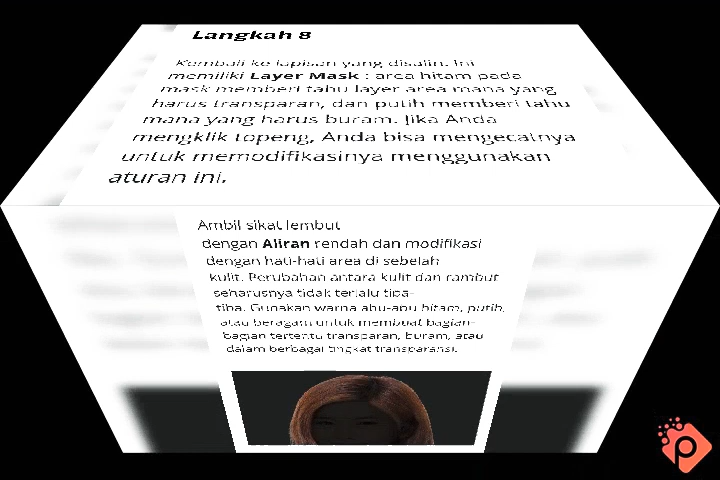 Langkah 8
Kembali ke lapisan yang disalin. Ini
memiliki Layer Mask : area hitam pada
mask memberi tahu layer area mana yang
harus transparan, dan putih memberi tahu
mana yang harus buram. Jika Anda
mengklik topeng, Anda bisa mengecatnya
untuk memodifikasinya menggunakan
aturan ini.
Ambil sikat lembut
dengan Aliran rendah dan modifikasi
dengan hati-hati area di sebelah
kulit. Perubahan antara kulit dan rambut
seharusnya tidak terlalu tiba-
tiba. Gunakan warna abu-abu hitam, putih,
atau beragam untuk membuat bagian-
bagian tertentu transparan, buram, atau
dalam berbagai tingkat transparansi.